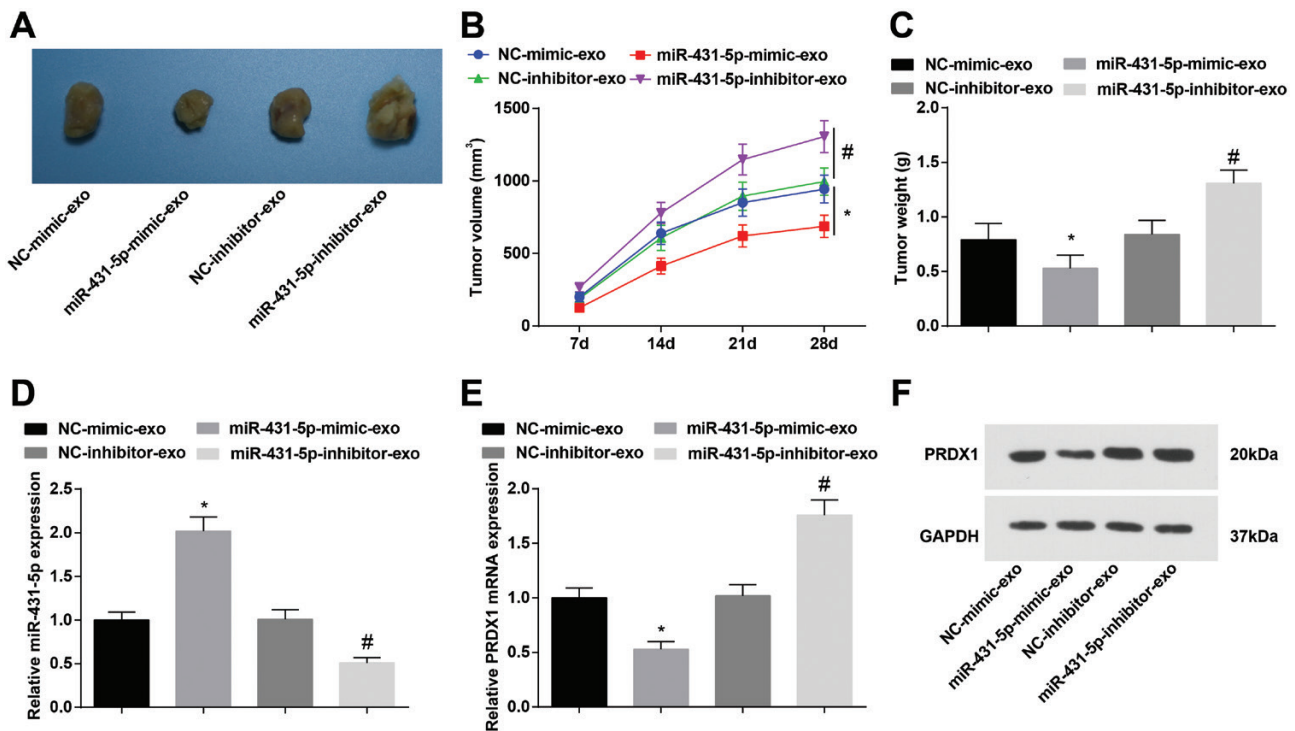 A
NC-mimic-exo
miR-431-5p-mimic-exo
NC-inhibitor-exo
miR-431-5p-inhibitor-exo
B
NC-mimic-exo miR-431-5p-mimic-exo
NC-inhibitor-exo miR-431-5p-inhibitor-exo
Tumor volume (mm³)
1500
1000
500
0
7d 14d 21d 28d
#
*
C
NC-mimic-exo miR-431-5p-mimic-exo
NC-inhibitor-exo miR-431-5p-inhibitor-exo
Tumor weight (g)
2.0
1.5
1.0
0.5
0.0
*
#
D
NC-mimic-exo miR-431-5p-mimic-exo
NC-inhibitor-exo miR-431-5p-inhibitor-exo
Relative miR-431-5p expression
2.5
2.0
1.5
1.0
0.5
0.0
*
#
E
NC-mimic-exo miR-431-5p-mimic-exo
NC-inhibitor-exo miR-431-5p-inhibitor-exo
Relative PRDX1 mRNA expression
2.0
1.5
1.0
0.5
0.0
*
#
F
PRDX1 20kDa
GAPDH 37kDa
NC-mimic-exo
miR-431-5p-mimic-exo
NC-inhibitor-exo
miR-431-5p-inhibitor-exo